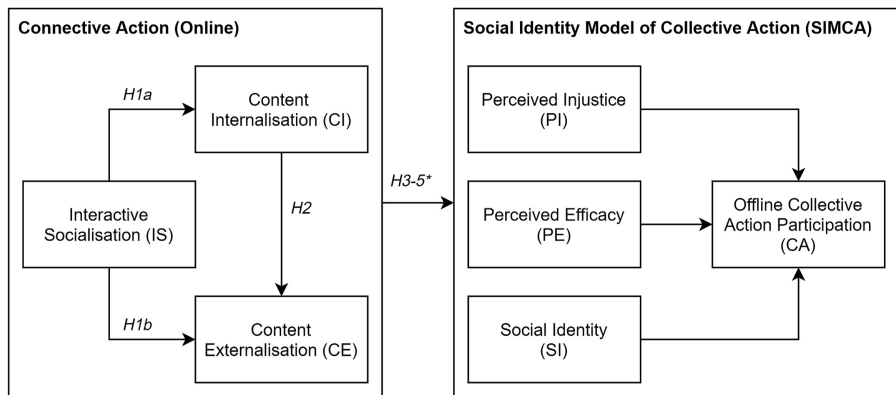 Connective Action (Online)
H1a
Content
Internalisation (CI)
Interactive
Socialisation (IS)
H2
H1b
Content
Externalisation (CE)
H3-5*
Social Identity Model of Collective Action (SIMCA)
Perceived Injustice
(PI)
Perceived Efficacy
(PE)
Offline Collective
Action Participation
(CA)
Social Identity
(SI)